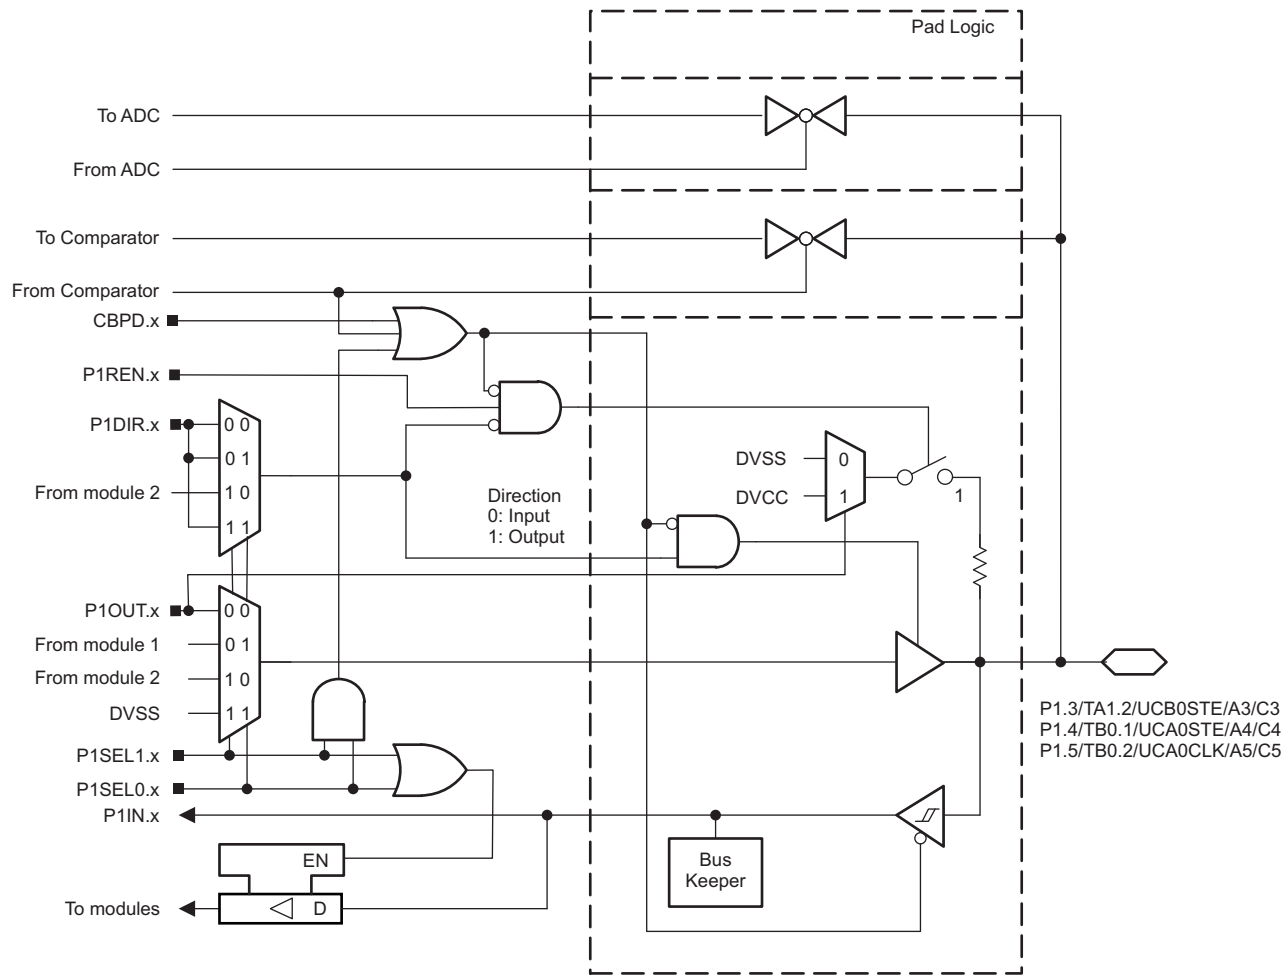 Pad Logic
To ADC
From ADC
To Comparator
From Comparator
CBPD.x
P1REN.x
P1DIR.x
0 0
0 1
From module 2
1 0
1 1
Direction
0: Input
1: Output
DVSS
0
DVCC
1
1
P1OUT.x
0 0
From module 1
0 1
From module 2
1 0
DVSS
1 1
P1.3/TA1.2/UCB0STE/A3/C3
P1.4/TB0.1/UCA0STE/A4/C4
P1.5/TB0.2/UCA0CLK/A5/C5
P1SEL1.x
P1SEL0.x
P1IN.x
Bus
Keeper
EN
To modules
D